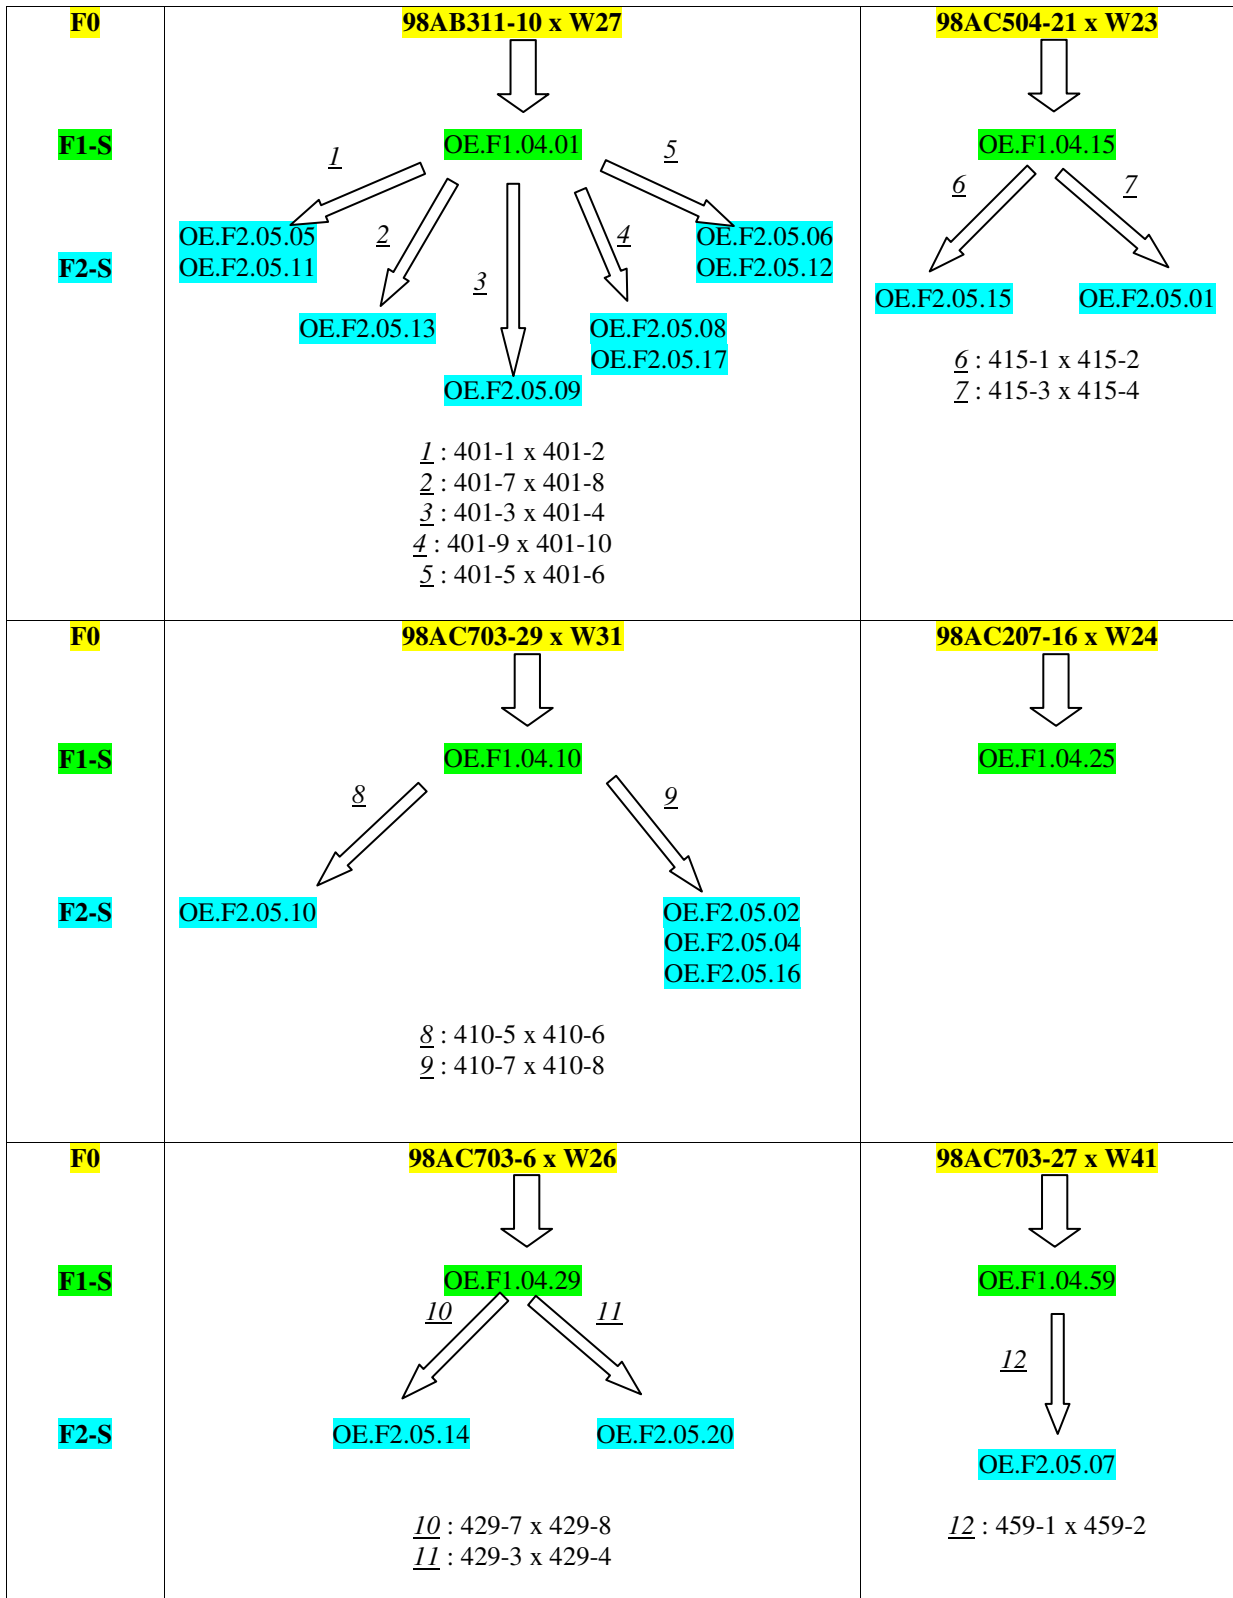 F0
98AB311-10 x W27
98AC504-21 x W23
F1-S
OE.F1.04.01
OE.F1.04.15
1
5
6
7
2
4
3
OE.F2.05.05
OE.F2.05.11
OE.F2.05.06
OE.F2.05.12
F2-S
OE.F2.05.13
OE.F2.05.08
OE.F2.05.17
OE.F2.05.09
OE.F2.05.15
OE.F2.05.01
1 : 401-1 x 401-2
2 : 401-7 x 401-8
3 : 401-3 x 401-4
4 : 401-9 x 401-10
5 : 401-5 x 401-6
6 : 415-1 x 415-2
7 : 415-3 x 415-4
F0
98AC703-29 x W31
98AC207-16 x W24
F1-S
OE.F1.04.10
OE.F1.04.25
8
9
F2-S
OE.F2.05.10
OE.F2.05.02
OE.F2.05.04
OE.F2.05.16
8 : 410-5 x 410-6
9 : 410-7 x 410-8
F0
98AC703-6 x W26
98AC703-27 x W41
F1-S
OE.F1.04.29
OE.F1.04.59
10
11
12
F2-S
OE.F2.05.14
OE.F2.05.20
OE.F2.05.07
10 : 429-7 x 429-8
11 : 429-3 x 429-4
12 : 459-1 x 459-2